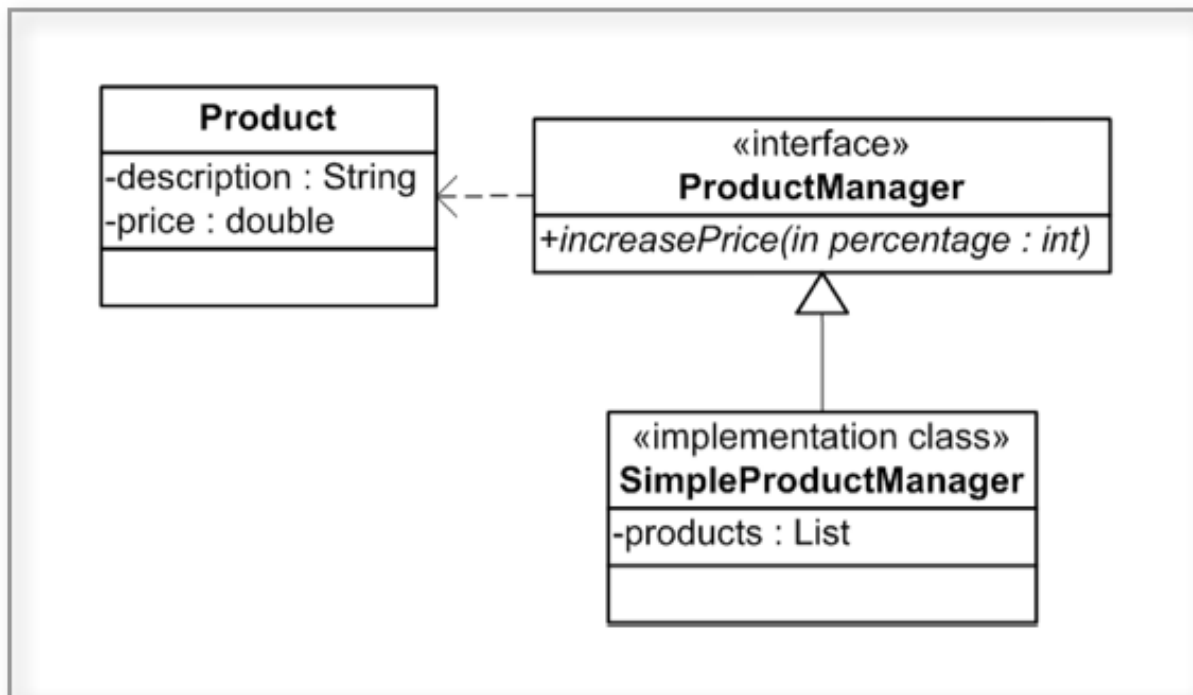 Product
-description : String
-price : double
«interface»
ProductManager
+increasePrice(in percentage : int)
«implementation class»
SimpleProductManager
-products : List